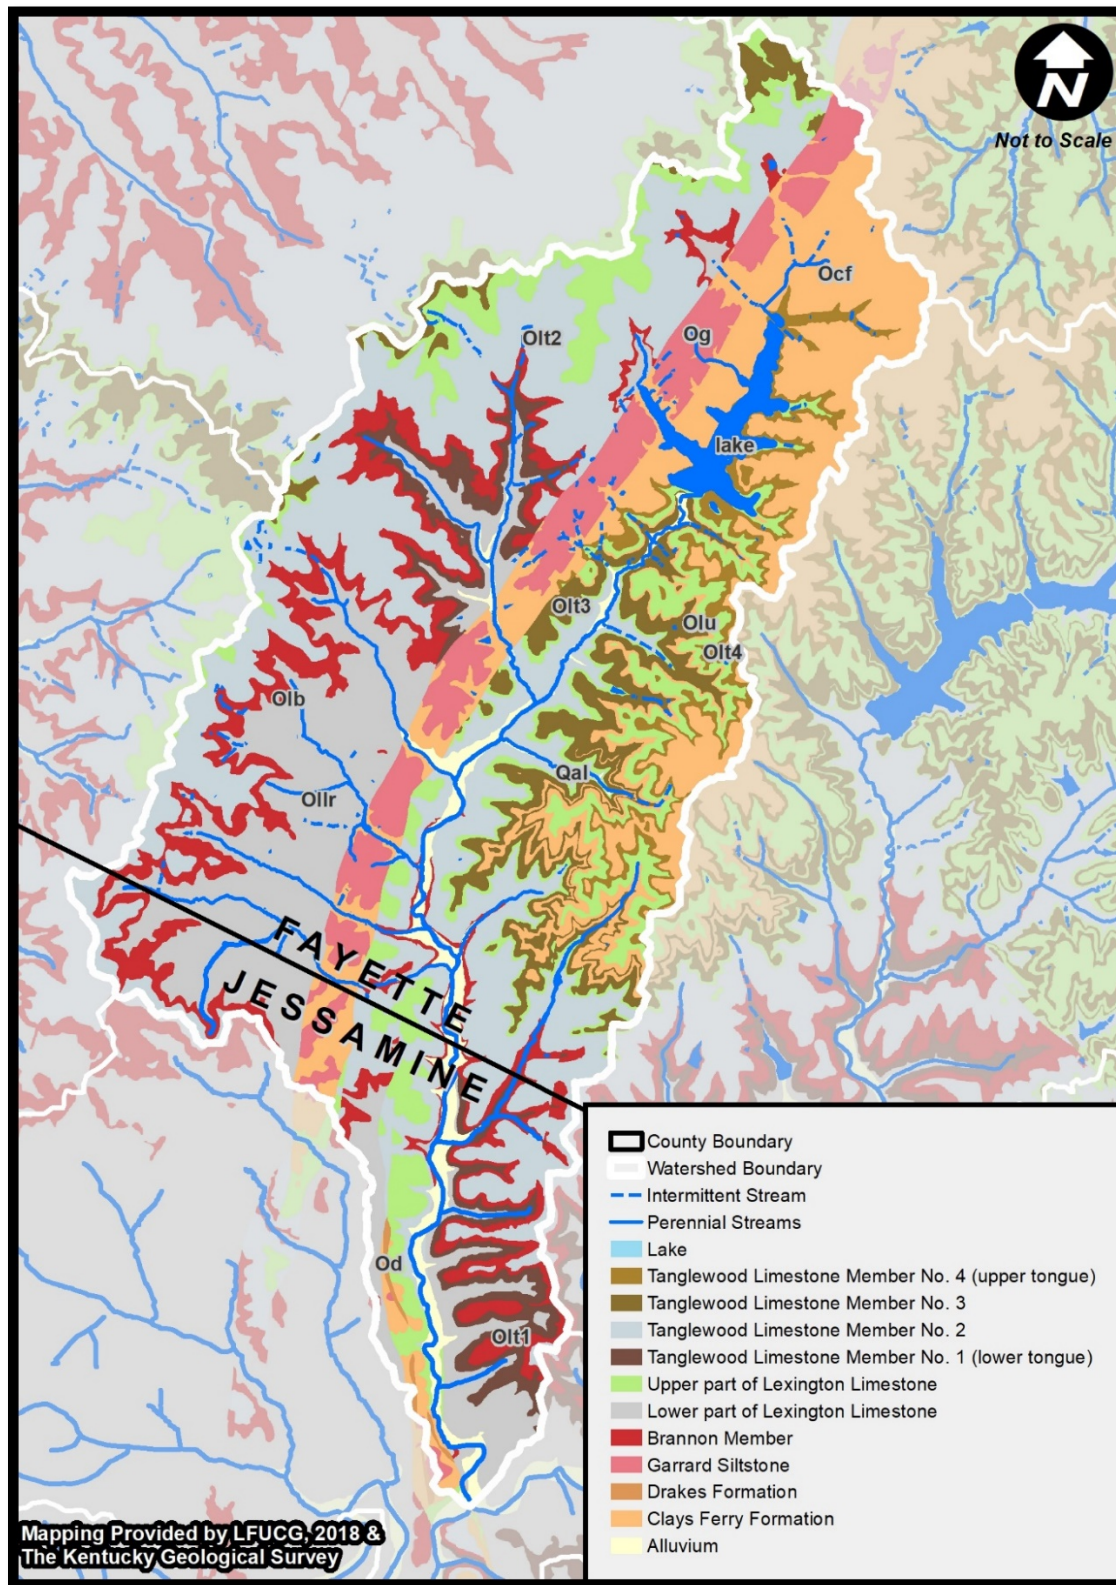 N
Not to Scale
Ocf
Og
Olt2
lake
Olt3
Olu
Olt4
Olb
Qal
Ollr
FAYETTE
JESSAMINE
Od
Olt1
County Boundary
Watershed Boundary
Intermittent Stream
Perennial Streams
Lake
Tanglewood Limestone Member No. 4 (upper tongue)
Tanglewood Limestone Member No. 3
Tanglewood Limestone Member No. 2
Tanglewood Limestone Member No. 1 (lower tongue)
Upper part of Lexington Limestone
Lower part of Lexington Limestone
Brannon Member
Garrard Siltstone
Drakes Formation
Clays Ferry Formation
Alluvium
Mapping Provided by LFUCG, 2018 &
The Kentucky Geological Survey